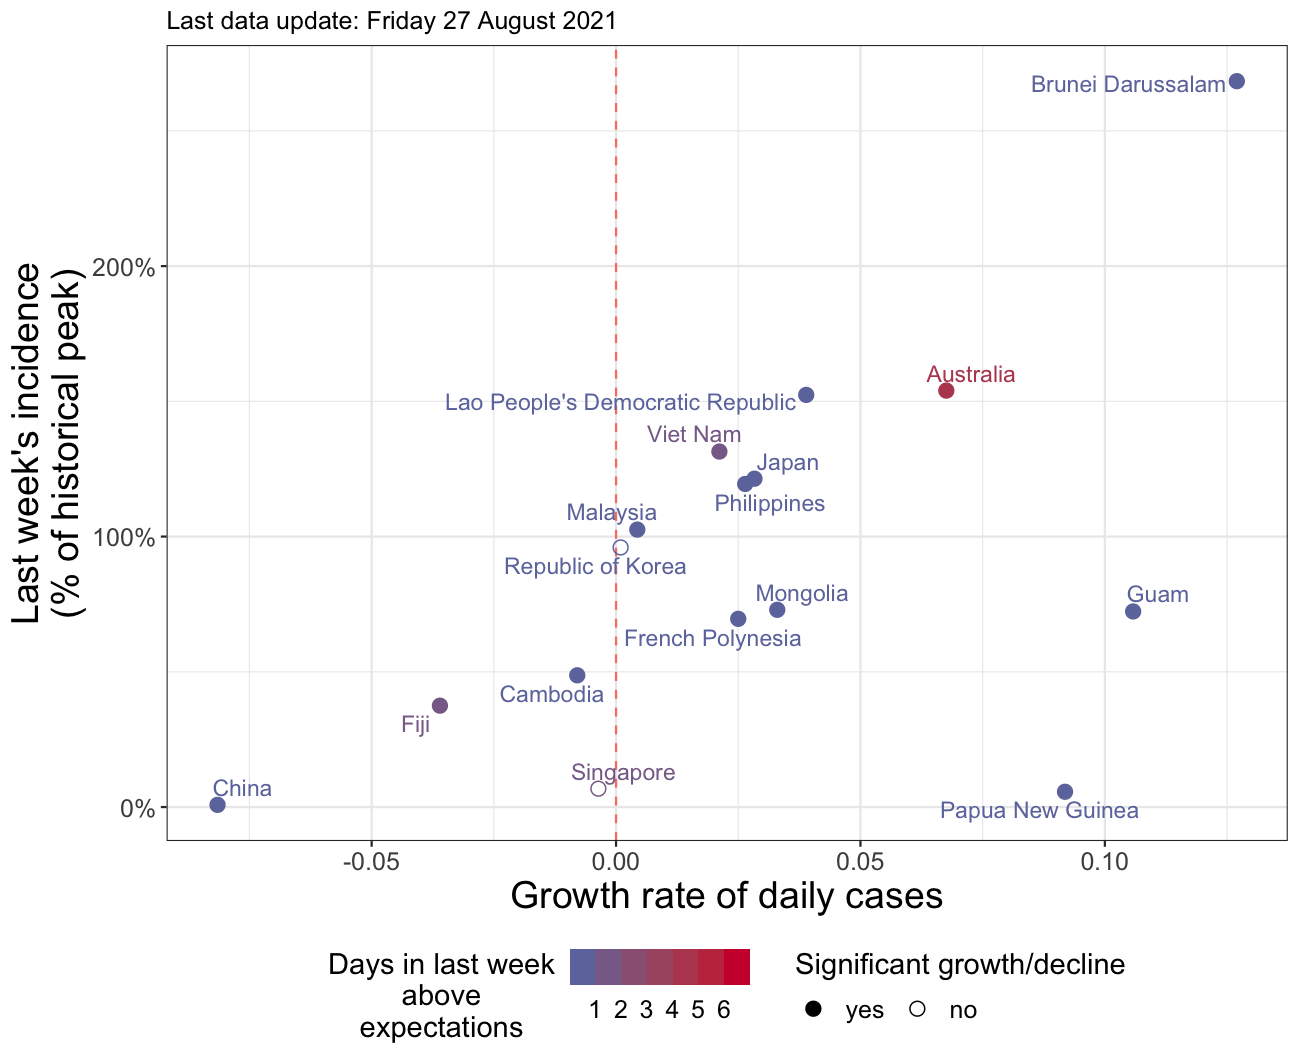 Last data update: Friday 27 August 2021
Brunei Darussalam
200%
Australia
Lao People's Democratic Republic
Viet Nam
Japan
Philippines
Malaysia
100%
Republic of Korea
Mongolia
Guam
French Polynesia
Cambodia
Fiji
Singapore
China
0%
Papua New Guinea
Last week's incidence
(% of historical peak)
-0.05 0.00 0.05 0.10
Growth rate of daily cases
Days in last week
above
expectations
1 2 3 4 5 6
Significant growth/decline
yes no